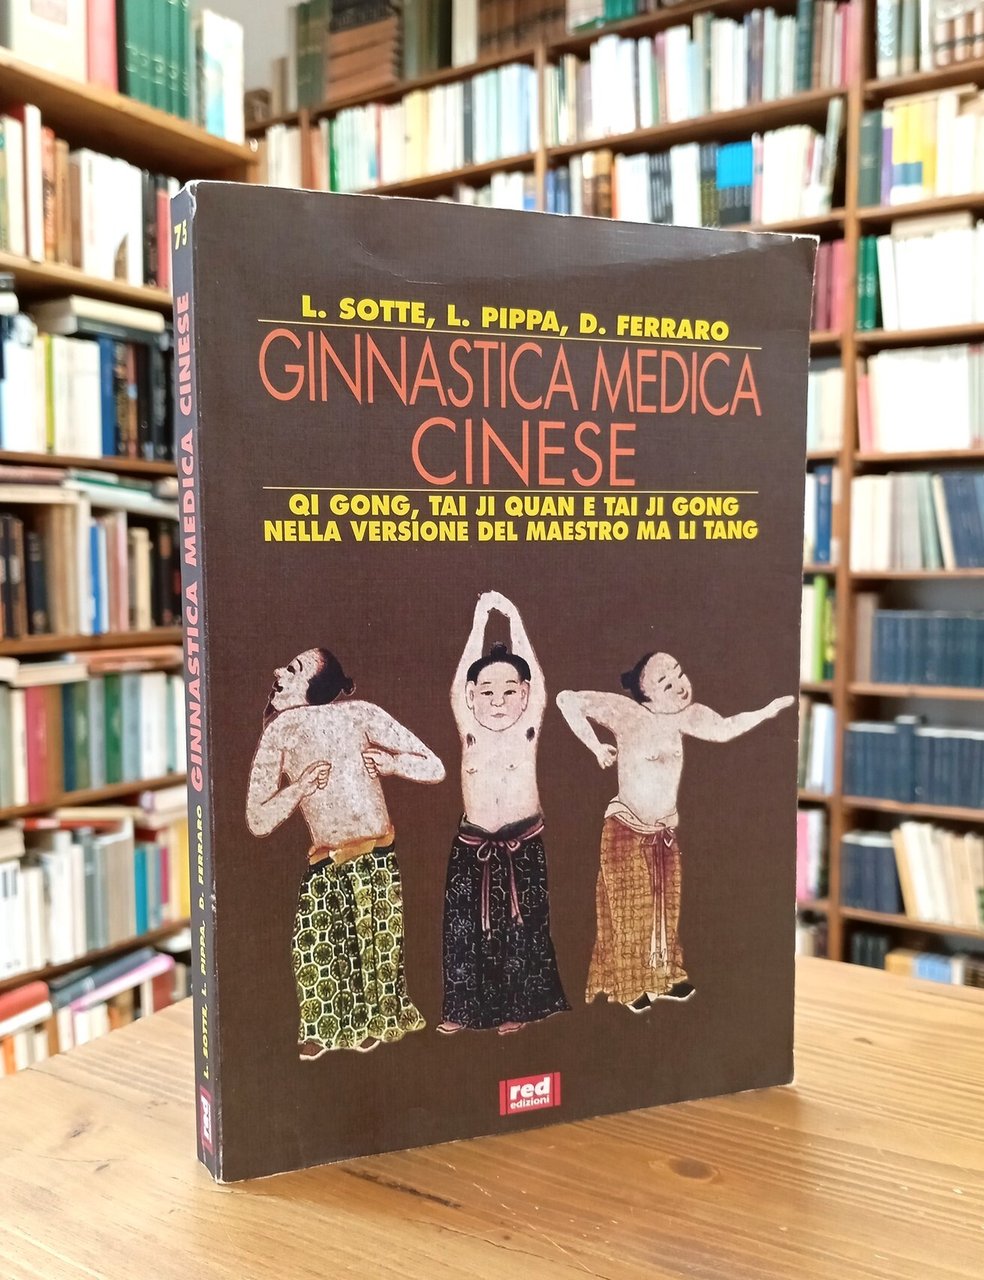 L. SOTTE, L. PIPPA, D. FERRARO
GINNASTICA MEDICA
CINESE
QI GONG, TAI JI QUAN E TAI JI GONG
NELLA VERSIONE DEL MAESTRO MA LI TANG
red
edizioni
75
GINNASTICA MEDICA CINESE
L. SOTTE, L. PIPPA, D. FERRARO
red